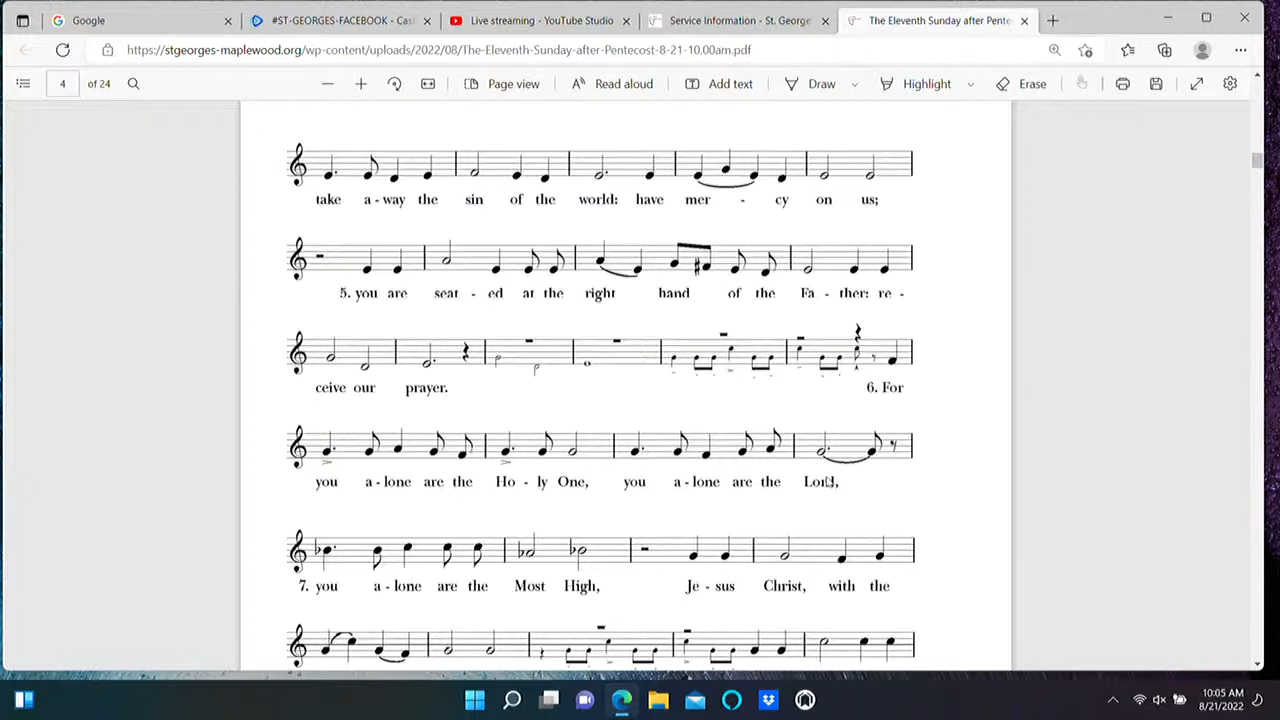 Google
#ST-GEORGES-FACEBOOK - Cas
Live streaming - YouTube Studio
Service Information - St. George
The Eleventh Sunday after Pente
https://stgeorges-maplewood.org/wp-content/uploads/2022/08/The-Eleventh-Sunday-after-Pentecost-8-21-10.00am.pdf
4 of 24 Page view Read aloud Add text Draw Highlight Erase
take a - way the sin of the world: have mer - cy on us;
5. you are seat - ed at the right hand of the Fa - ther: re -
ceive our prayer. 6. For
you a - lone are the Ho - ly One, you a - lone are the Lord,
7. you a - lone are the Most High, Je - sus Christ, with the
10:05 AM
8/21/2022